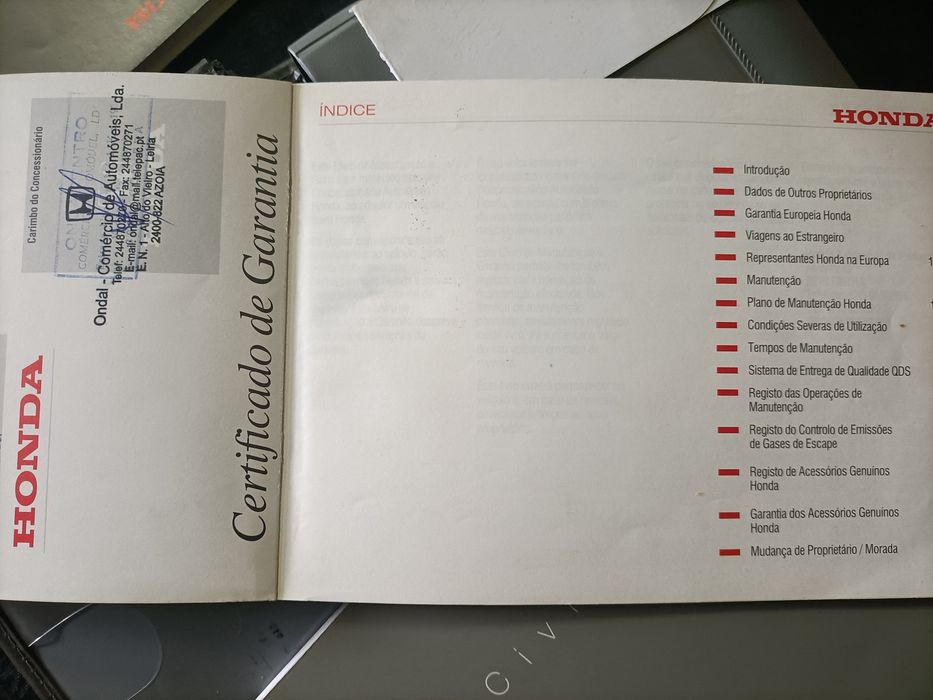 Carimbo do Concessionário
Ondal - Comércio de Automóveis, Lda.
E. N. 1 - Alto do Vieiro - Leiria
2400-822 AZOIA
HONDA
Certificado de Garantia
ÍNDICE
HONDA
Introdução
Dados de Outros Proprietários
Garantia Europeia Honda
Viagens ao Estrangeiro
Representantes Honda na Europa
Manutenção
Plano de Manutenção Honda
Condições Severas de Utilização
Tempos de Manutenção
Sistema de Entrega de Qualidade QDS
Registo das Operações de
Manutenção
Registo do Controlo de Emissões
de Gases de Escape
Registo de Acessórios Genuínos
Honda
Garantia dos Acessórios Genuínos
Honda
Mudança de Proprietário / Morada
Civi